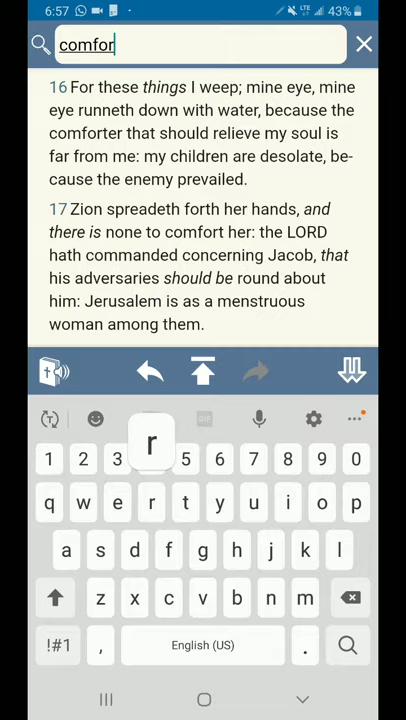 6:57 LTE 43%
comfor
16 For these things I weep; mine eye, mine
eye runneth down with water, because the
comforter that should relieve my soul is
far from me: my children are desolate, be-
cause the enemy prevailed.
17 Zion spreadeth forth her hands, and
there is none to comfort her: the LORD
hath commanded concerning Jacob, that
his adversaries should be round about
him: Jerusalem is as a menstruous
woman among them.
T GIF
r
1 2 3 5 6 7 8 9 0
q w e r t y u i o p
a s d f g h j k l
z x c v b n m
!#1 , English (US) .